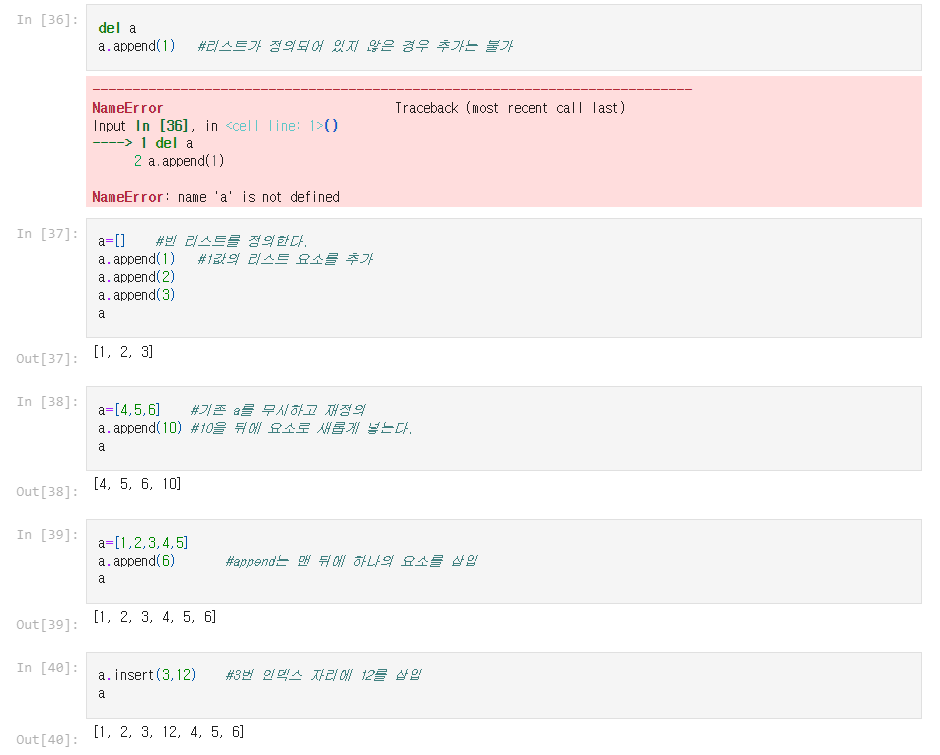 In [36]:
del a
a.append(1) #리스트가 정의되어 있지 않은 경우 추가는 불가
---------------------------------------------------------------------------
NameError Traceback (most recent call last)
Input In [36], in <cell line: 1>()
----> 1 del a
2 a.append(1)
NameError: name 'a' is not defined
In [37]:
a=[] #빈 리스트를 정의한다.
a.append(1) #1값의 리스트 요소를 추가
a.append(2)
a.append(3)
a
Out[37]:
[1, 2, 3]
In [38]:
a=[4,5,6] #기존 a를 무시하고 재정의
a.append(10) #10을 뒤에 요소로 새롭게 넣는다.
a
Out[38]:
[4, 5, 6, 10]
In [39]:
a=[1,2,3,4,5]
a.append(6) #append는 맨 뒤에 하나의 요소를 삽입
a
Out[39]:
[1, 2, 3, 4, 5, 6]
In [40]:
a.insert(3,12) #3번 인덱스 자리에 12를 삽입
a
Out[40]:
[1, 2, 3, 12, 4, 5, 6]